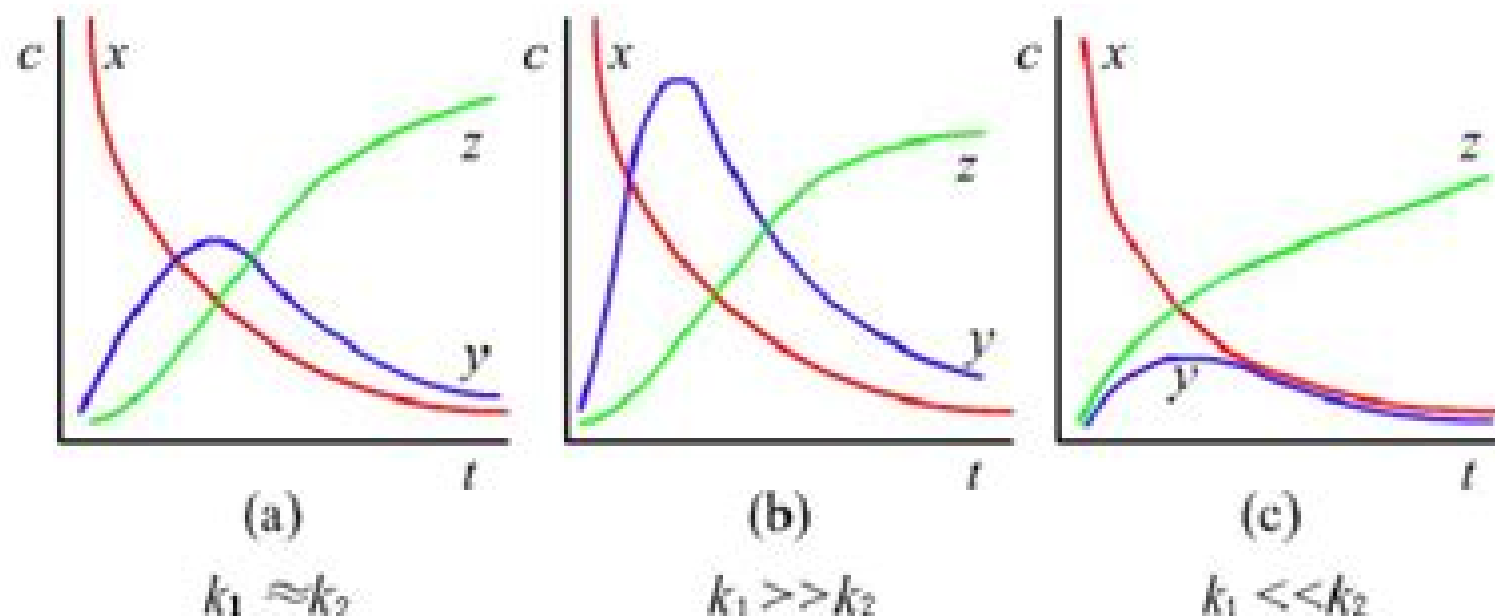 c x z y t
c x z y t
c x z y t
(a) (b) (c)
k₁ ≈k₂ k₁ >>k₂ k₁ <<k₂